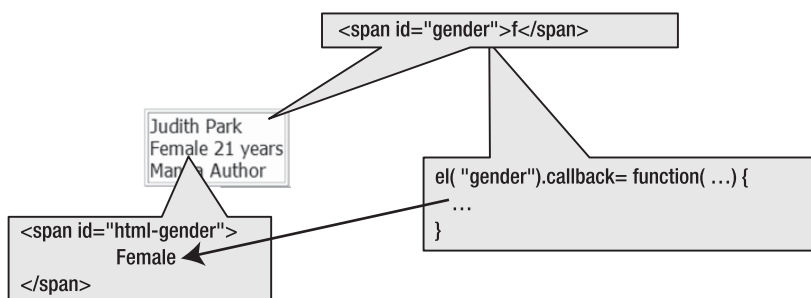 <span id="gender">f</span>
Judith Park
Female 21 years
Manga Author
el( "gender").callback= function( …) {
…
}
<span id="html-gender">
Female
</span>